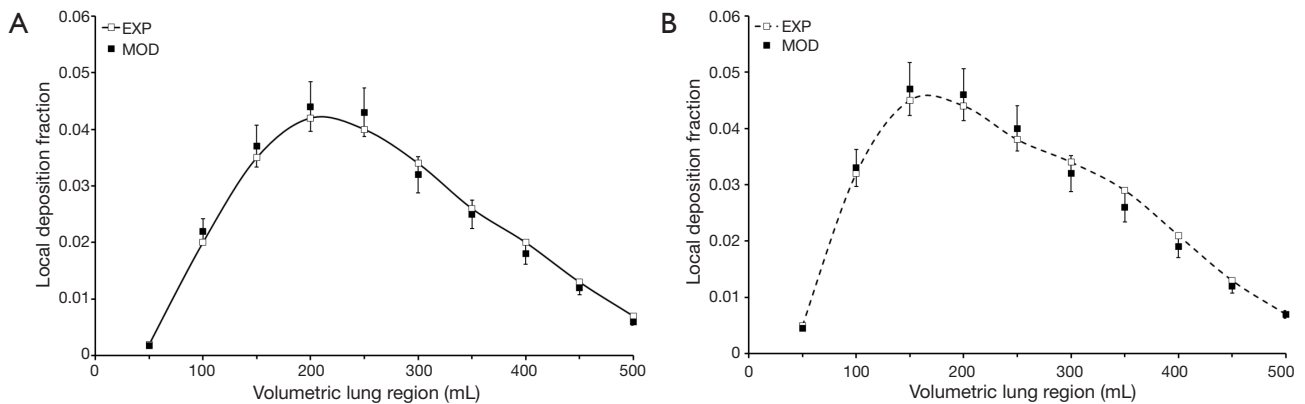 A
EXP
MOD
Local deposition fraction
0.06
0.05
0.04
0.03
0.02
0.01
0
0 100 200 300 400 500
Volumetric lung region (mL)
B
EXP
MOD
Local deposition fraction
0.06
0.05
0.04
0.03
0.02
0.01
0
0 100 200 300 400 500
Volumetric lung region (mL)